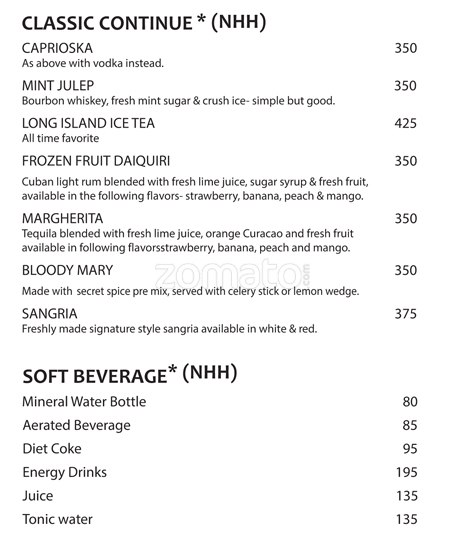 CLASSIC CONTINUE * (NHH)
CAPRIOSKA 350
As above with vodka instead.
MINT JULEP 350
Bourbon whiskey, fresh mint sugar & crush ice- simple but good.
LONG ISLAND ICE TEA 425
All time favorite
FROZEN FRUIT DAIQUIRI 350
Cuban light rum blended with fresh lime juice, sugar syrup & fresh fruit,
available in the following flavors- strawberry, banana, peach & mango.
MARGHERITA 350
Tequila blended with fresh lime juice, orange Curacao and fresh fruit
available in following flavorsstrawberry, banana, peach and mango.
BLOODY MARY 350
zomato.com
Made with secret spice pre mix, served with celery stick or lemon wedge.
SANGRIA 375
Freshly made signature style sangria available in white & red.
SOFT BEVERAGE* (NHH)
Mineral Water Bottle 80
Aerated Beverage 85
Diet Coke 95
Energy Drinks 195
Juice 135
Tonic water 135